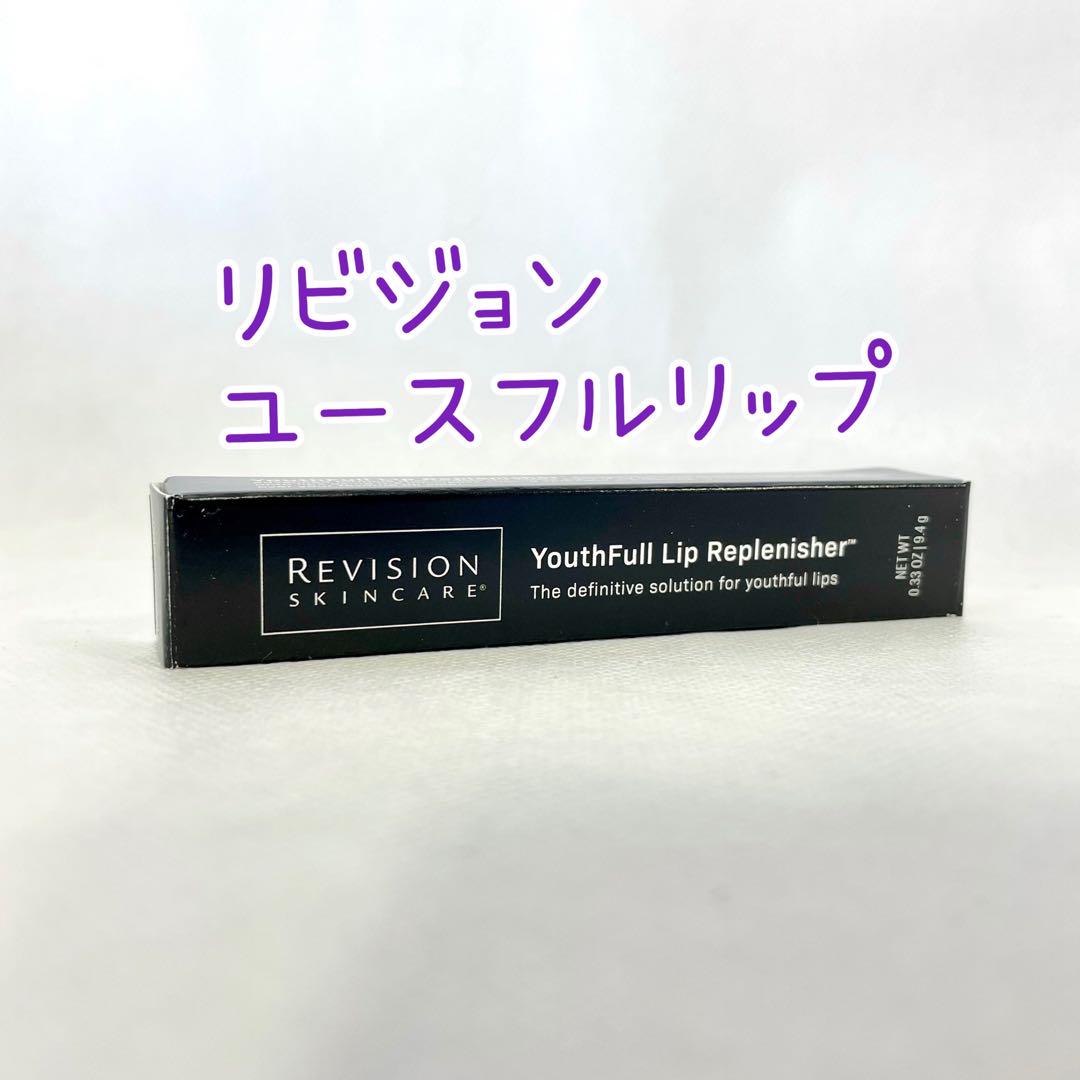 リビジョン
ユースフルリップ
REVISION
SKINCARE®
YouthFull Lip Replenisher™
The definitive solution for youthful lips
NET WT
0.33 OZ | 9.4 g